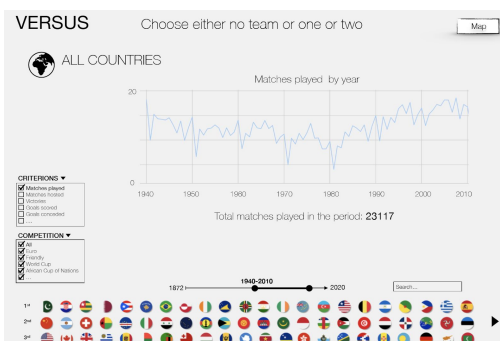 VERSUS
Choose either no team or one or two
Map
ALL COUNTRIES
Matches played by year
20
0
1940
1950
1960
1970
1980
1990
2000
2010
Total matches played in the period: 23117
CRITERIONS ▼
Matches played
Matches hosted
Victories
Goals scored
Goals conceded
...
COMPETITION ▼
All
Euro
Friendly
World Cup
African Cup of Nations
...
1940-2010
1872
2020
Search...
1st
2nd
3rd